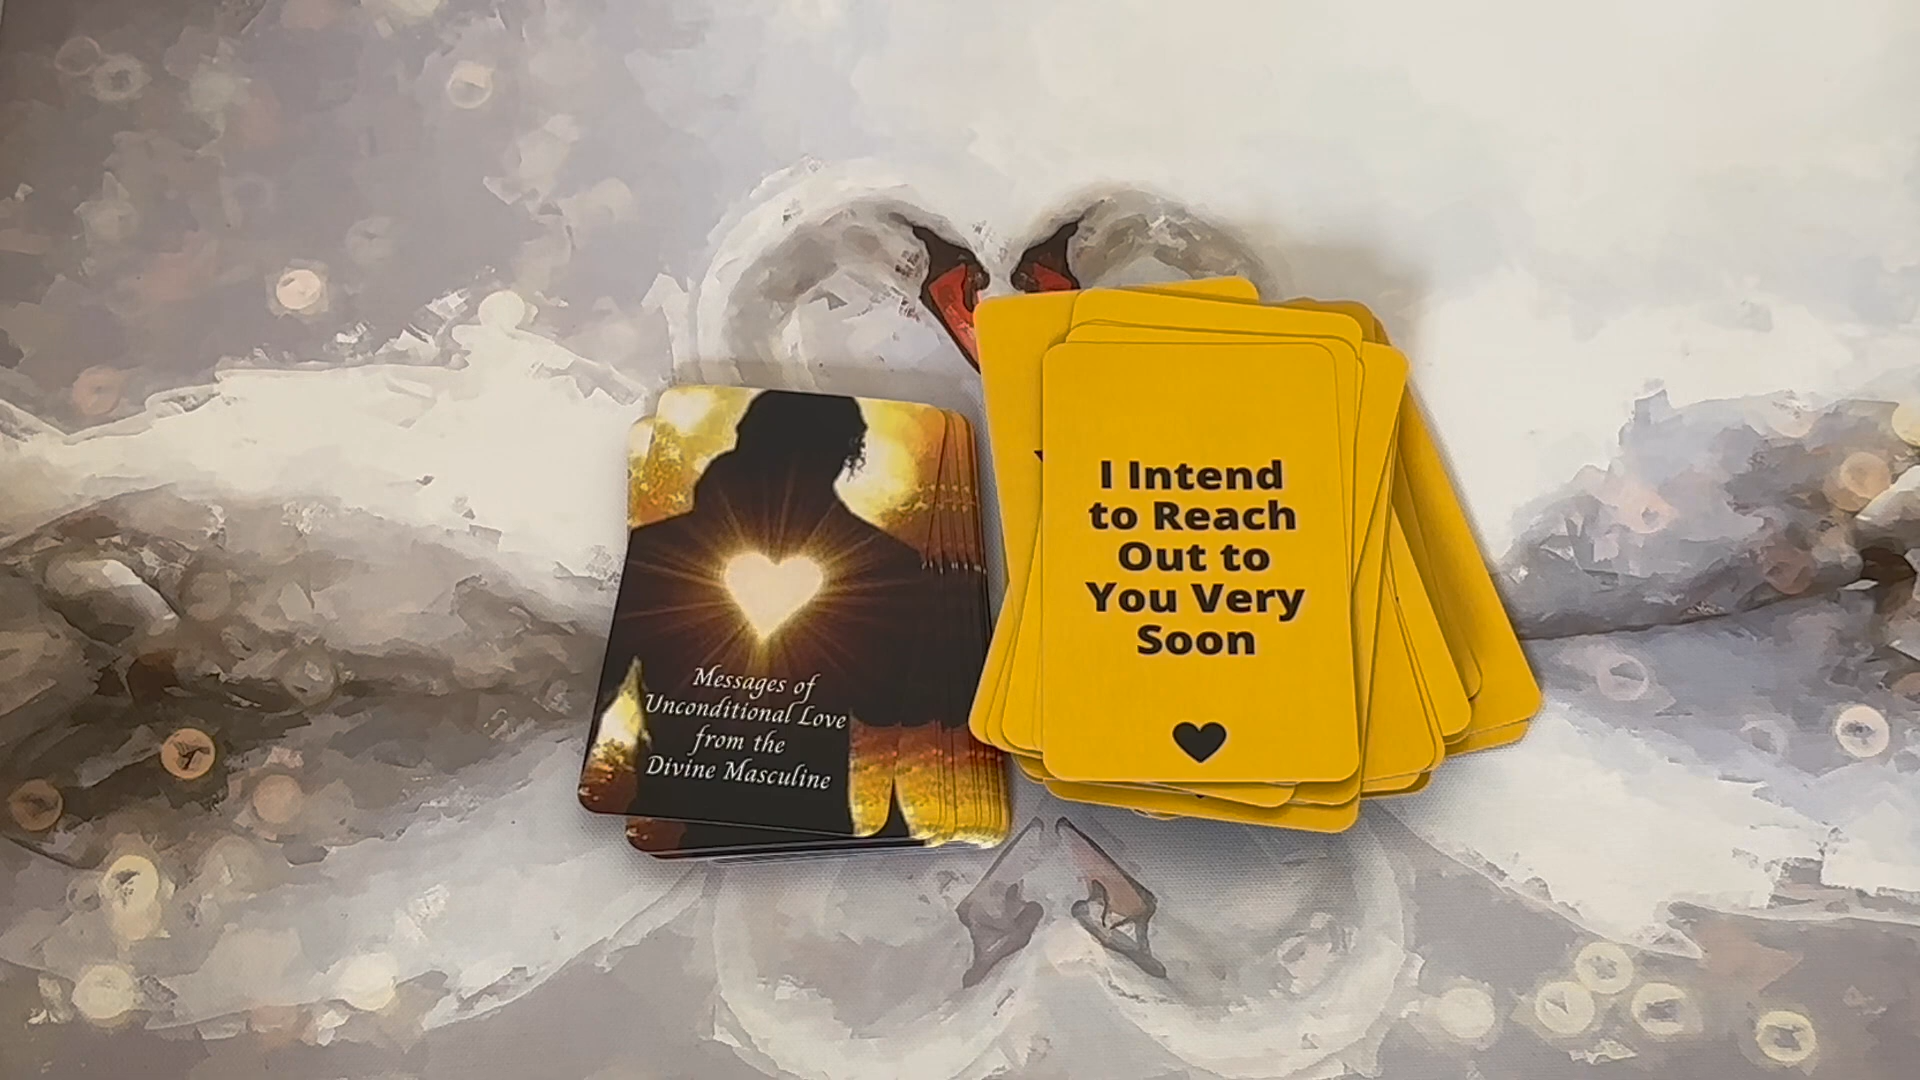 Messages of
Unconditional Love
from the
Divine Masculine
I Intend
to Reach
Out to
You Very
Soon